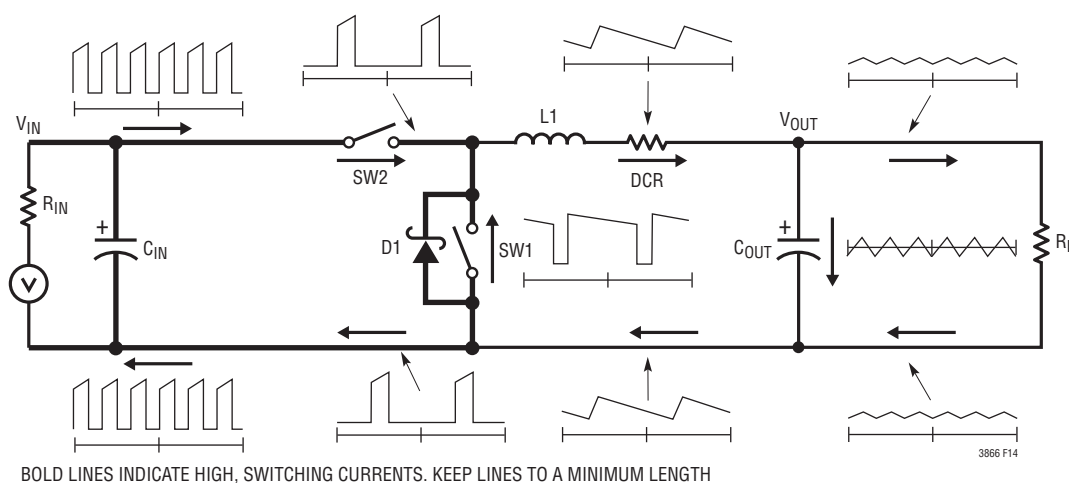 VIN
SW2
L1
DCR
VOUT
RIN
+
CIN
V
D1
SW1
+
COUT
3866 F14
BOLD LINES INDICATE HIGH, SWITCHING CURRENTS. KEEP LINES TO A MINIMUM LENGTH